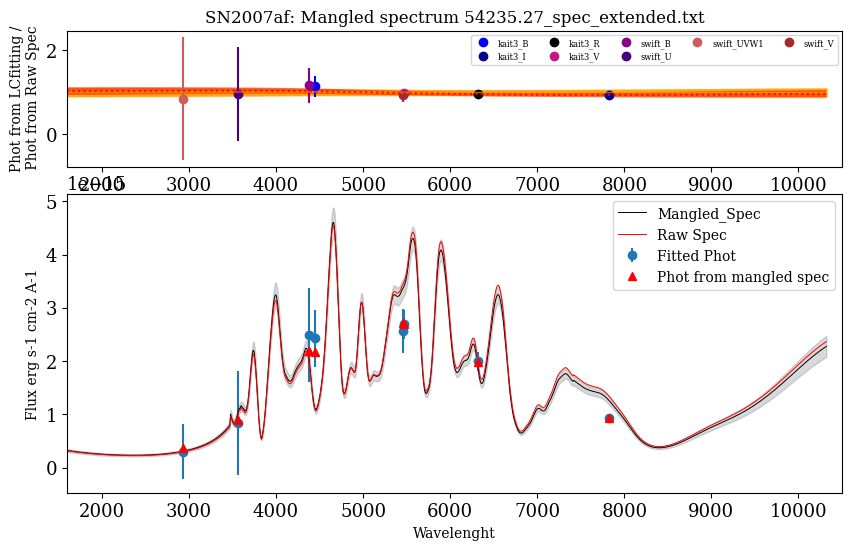 SN2007af: Mangled spectrum 54235.27_spec_extended.txt
Phot from LCfitting /
Phot from Raw Spec
2
0
kait3_B kait3_R swift_B swift_UVW1 swift_V
kait3_I kait3_V swift_U
2000 3000 4000 5000 6000 7000 8000 9000 10000
1e−15
Flux erg s-1 cm-2 A-1
5
4
3
2
1
0
Mangled_Spec
Raw Spec
Fitted Phot
Phot from mangled spec
2000 3000 4000 5000 6000 7000 8000 9000 10000
Wavelenght